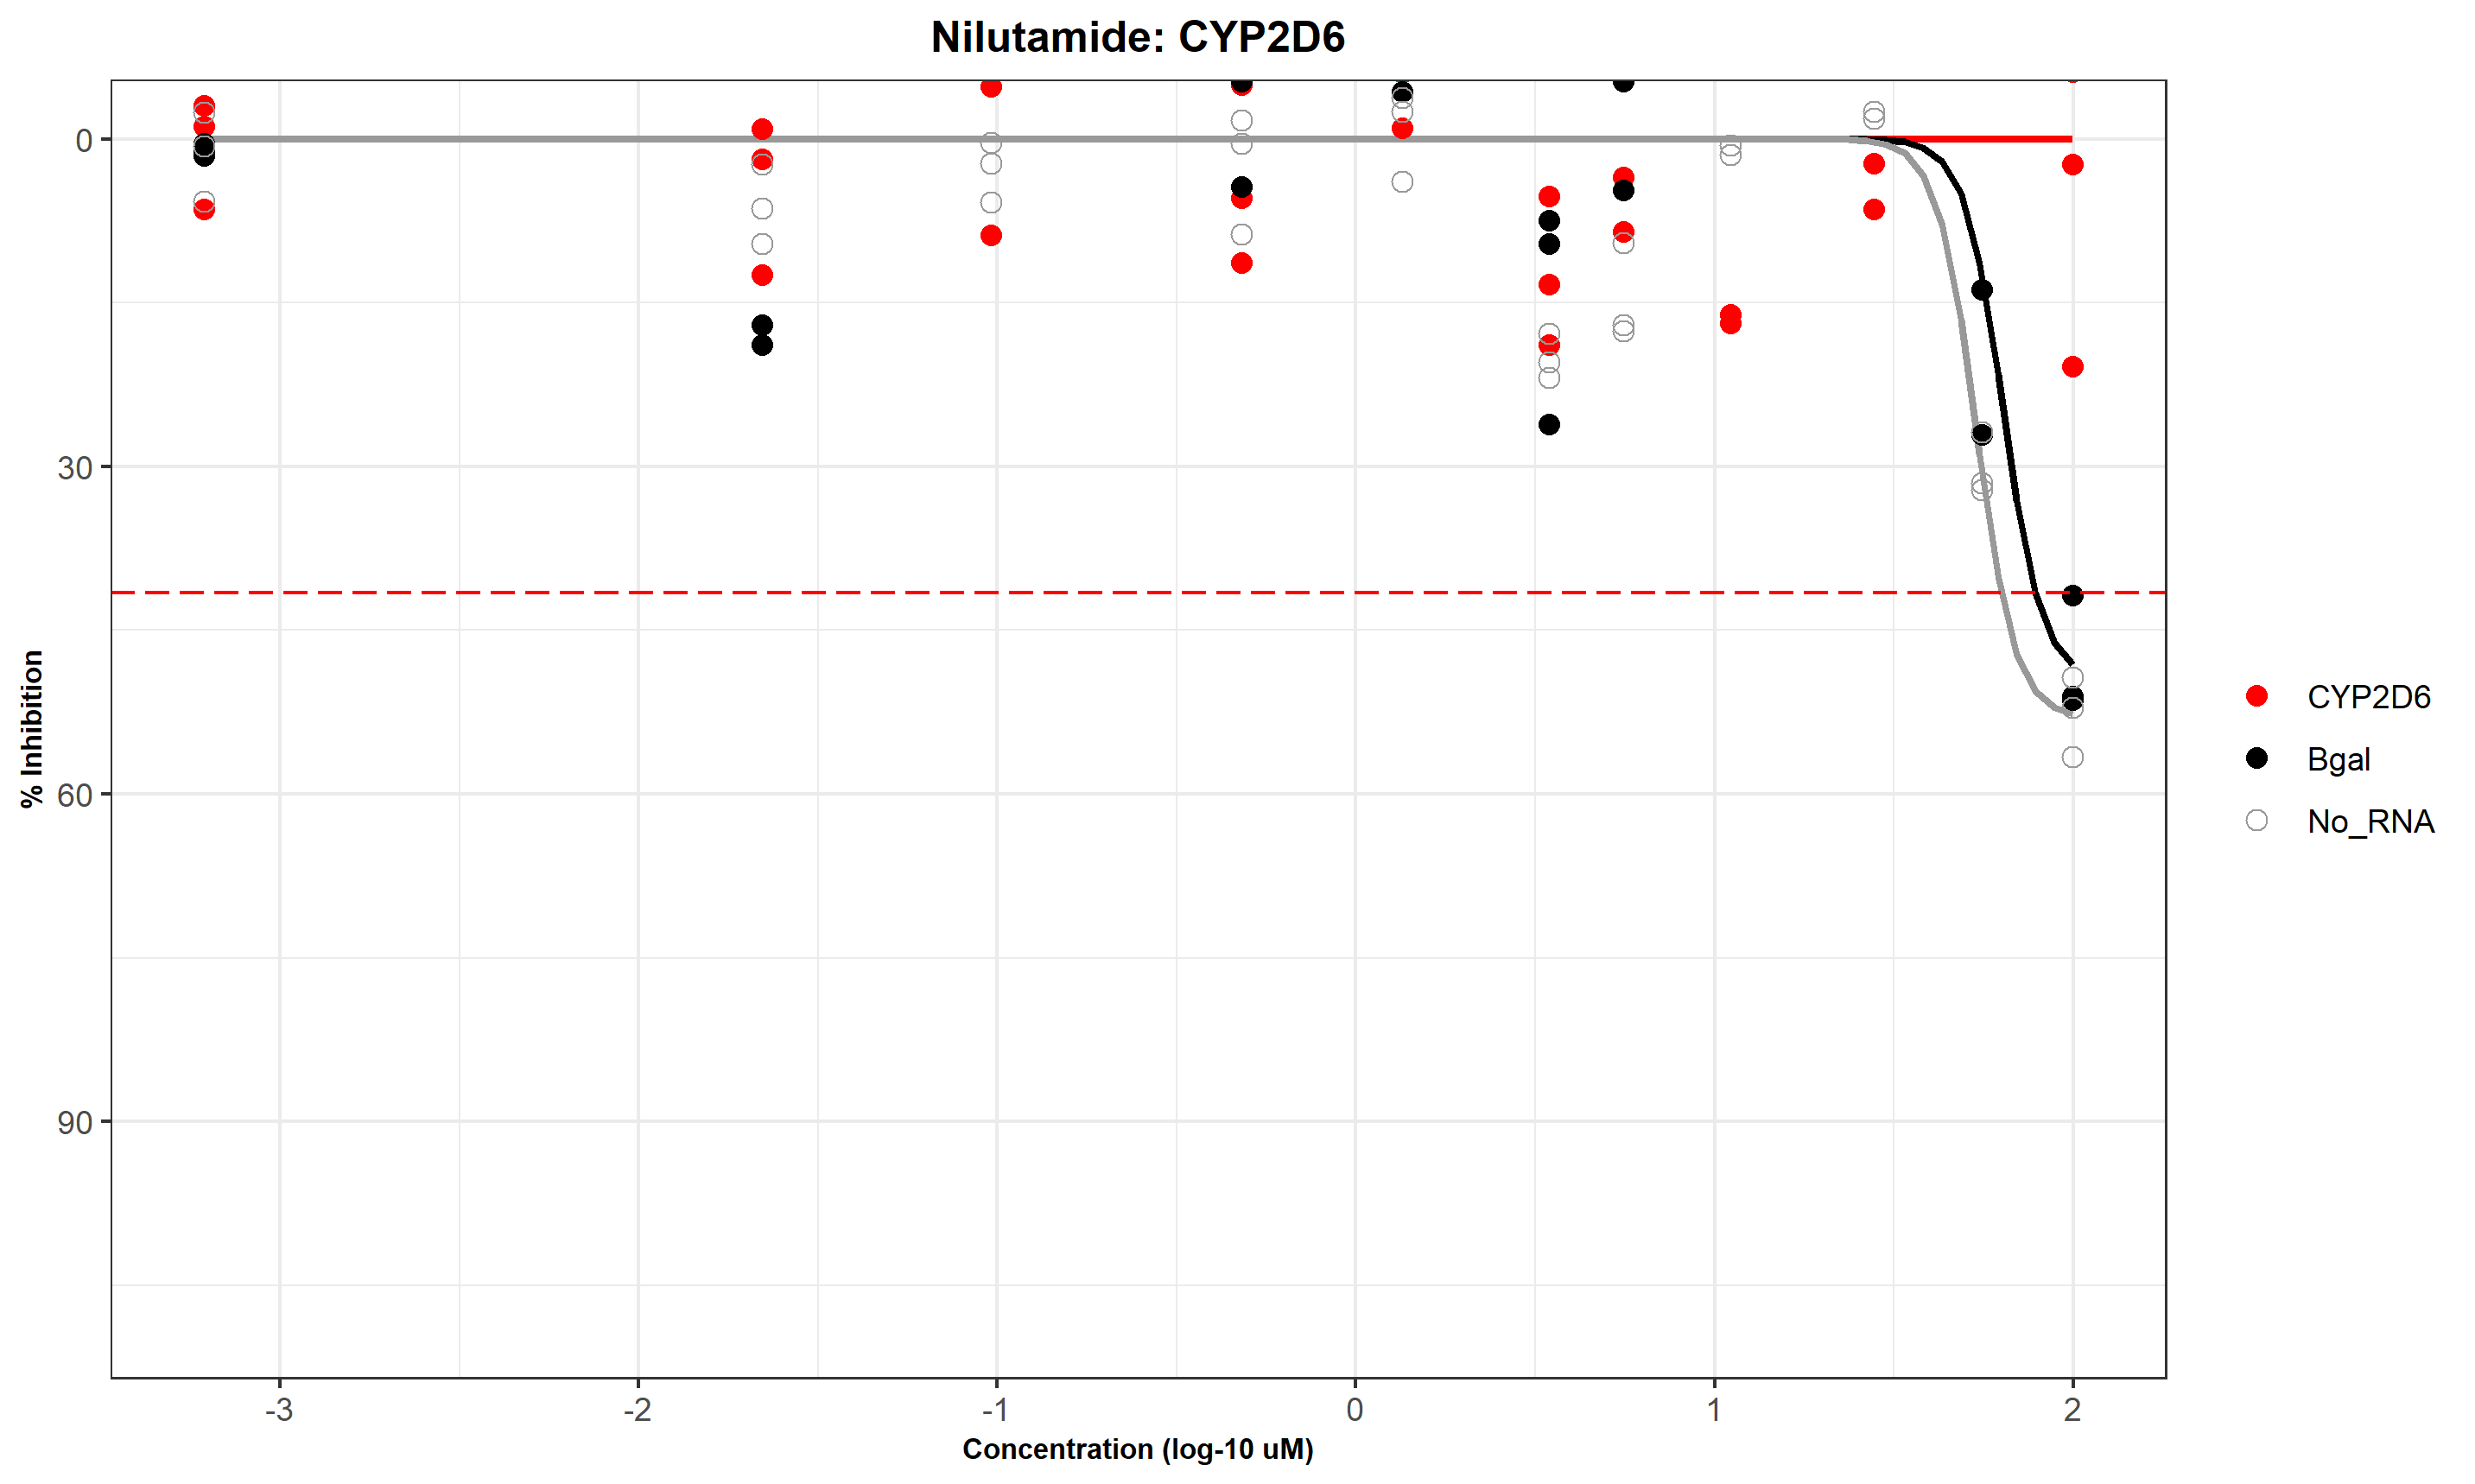 Nilutamide: CYP2D6
% Inhibition
0
30
60
90
-3
-2
-1
0
1
2
Concentration (log-10 uM)
CYP2D6
Bgal
No_RNA